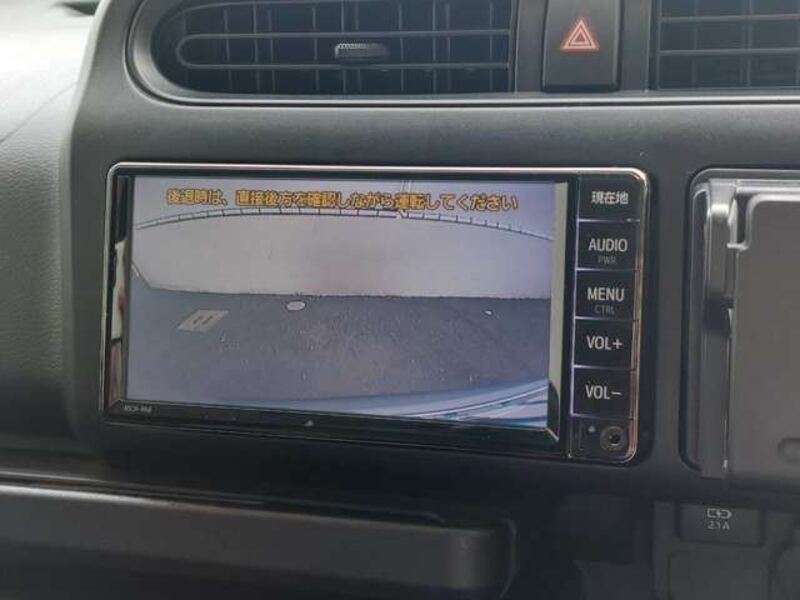 後退時は、直接後方を確認しながら運転してください
現在地
AUDIO
PWR
MENU
CTRL
VOL+
VOL-
2.1A